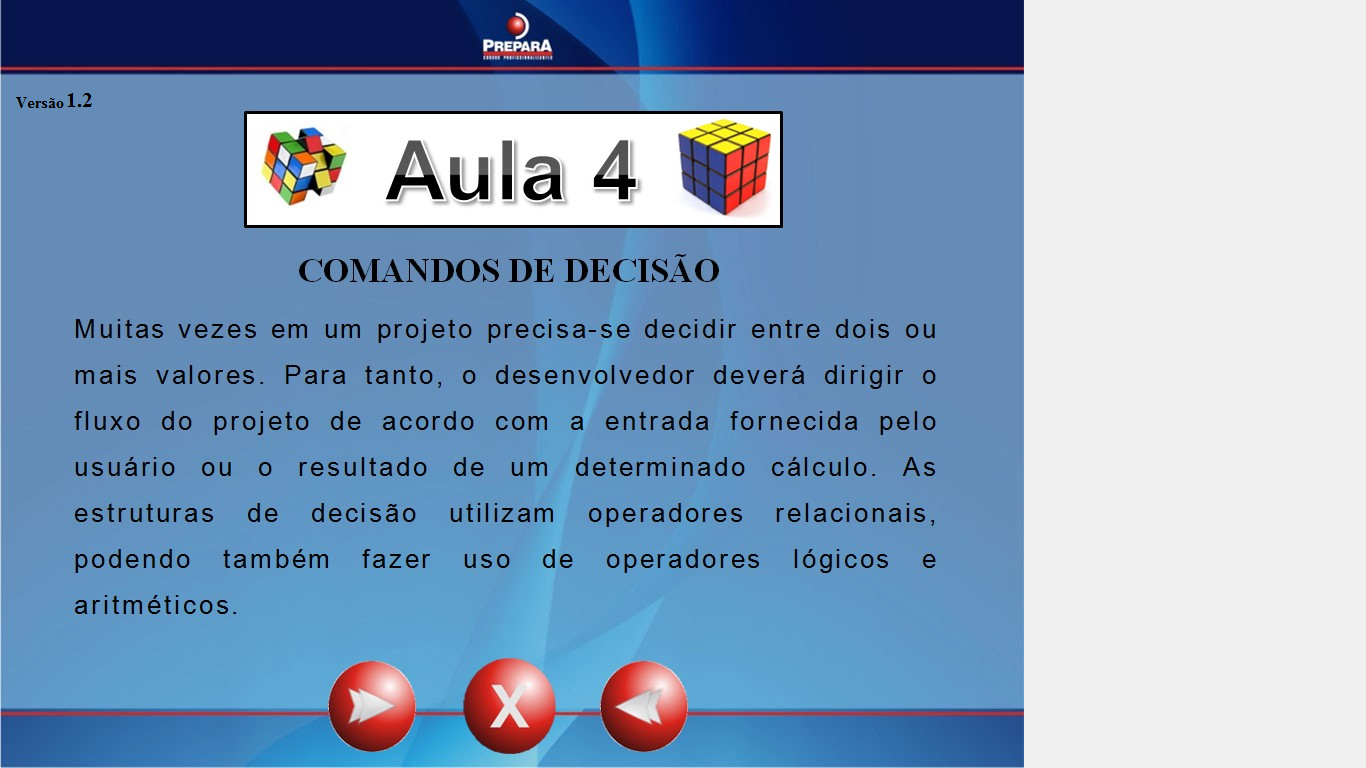 PREPARA
CURSOS PROFISSIONALIZANTES
Versão 1.2
Aula 4
COMANDOS DE DECISÃO
Muitas vezes em um projeto precisa-se decidir entre dois ou
mais valores. Para tanto, o desenvolvedor deverá dirigir o
fluxo do projeto de acordo com a entrada fornecida pelo
usuário ou o resultado de um determinado cálculo. As
estruturas de decisão utilizam operadores relacionais,
podendo também fazer uso de operadores lógicos e
aritméticos.
X